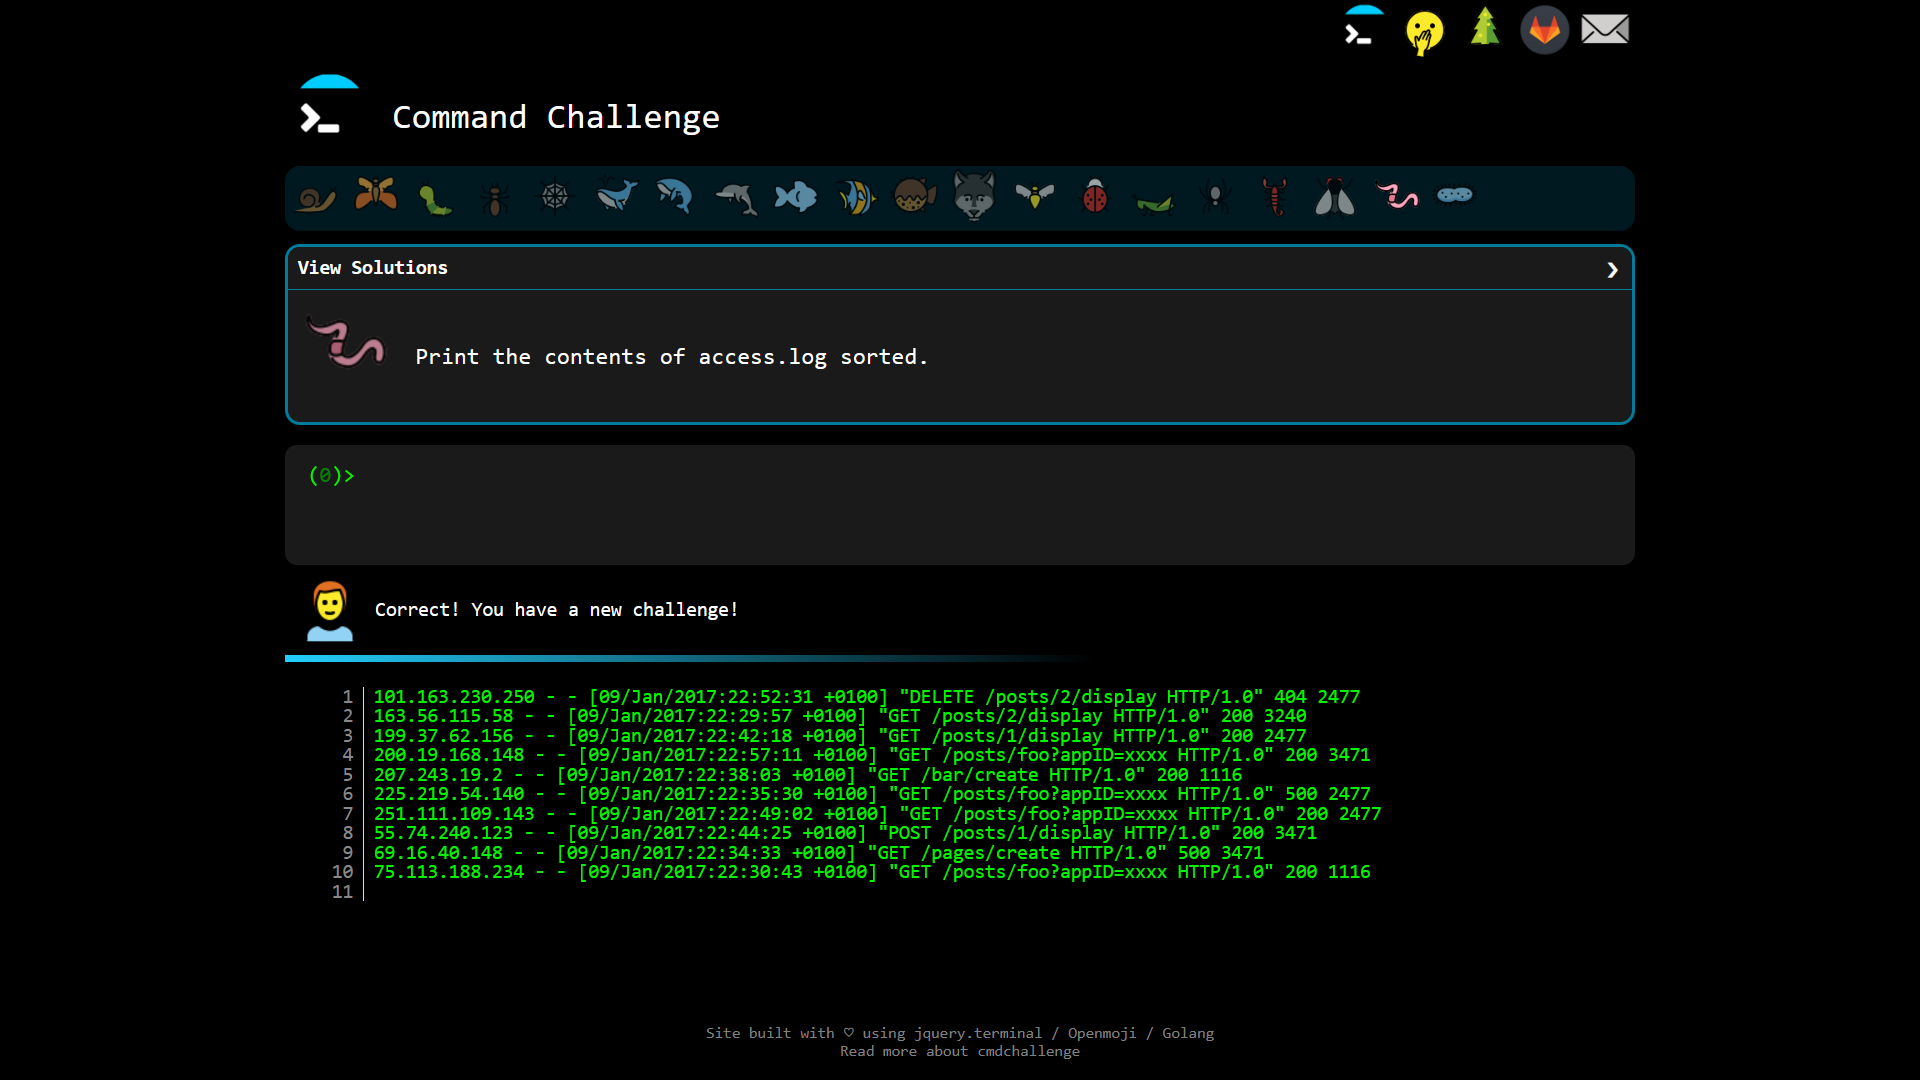 Command Challenge
View Solutions
Print the contents of access.log sorted.
(0)>
Correct! You have a new challenge!
1 101.163.230.250 - - [09/Jan/2017:22:52:31 +0100] "DELETE /posts/2/display HTTP/1.0" 404 2477
2 163.56.115.58 - - [09/Jan/2017:22:29:57 +0100] "GET /posts/2/display HTTP/1.0" 200 3240
3 199.37.62.156 - - [09/Jan/2017:22:42:18 +0100] "GET /posts/1/display HTTP/1.0" 200 2477
4 200.19.168.148 - - [09/Jan/2017:22:57:11 +0100] "GET /posts/foo?appID=xxxx HTTP/1.0" 200 3471
5 207.243.19.2 - - [09/Jan/2017:22:38:03 +0100] "GET /bar/create HTTP/1.0" 200 1116
6 225.219.54.140 - - [09/Jan/2017:22:35:30 +0100] "GET /posts/foo?appID=xxxx HTTP/1.0" 500 2477
7 251.111.109.143 - - [09/Jan/2017:22:49:02 +0100] "GET /posts/foo?appID=xxxx HTTP/1.0" 200 2477
8 55.74.240.123 - - [09/Jan/2017:22:44:25 +0100] "POST /posts/1/display HTTP/1.0" 200 3471
9 69.16.40.148 - - [09/Jan/2017:22:34:33 +0100] "GET /pages/create HTTP/1.0" 500 3471
10 75.113.188.234 - - [09/Jan/2017:22:30:43 +0100] "GET /posts/foo?appID=xxxx HTTP/1.0" 200 1116
11
Site built with ♡ using jquery.terminal / Openmoji / Golang
Read more about cmdchallenge